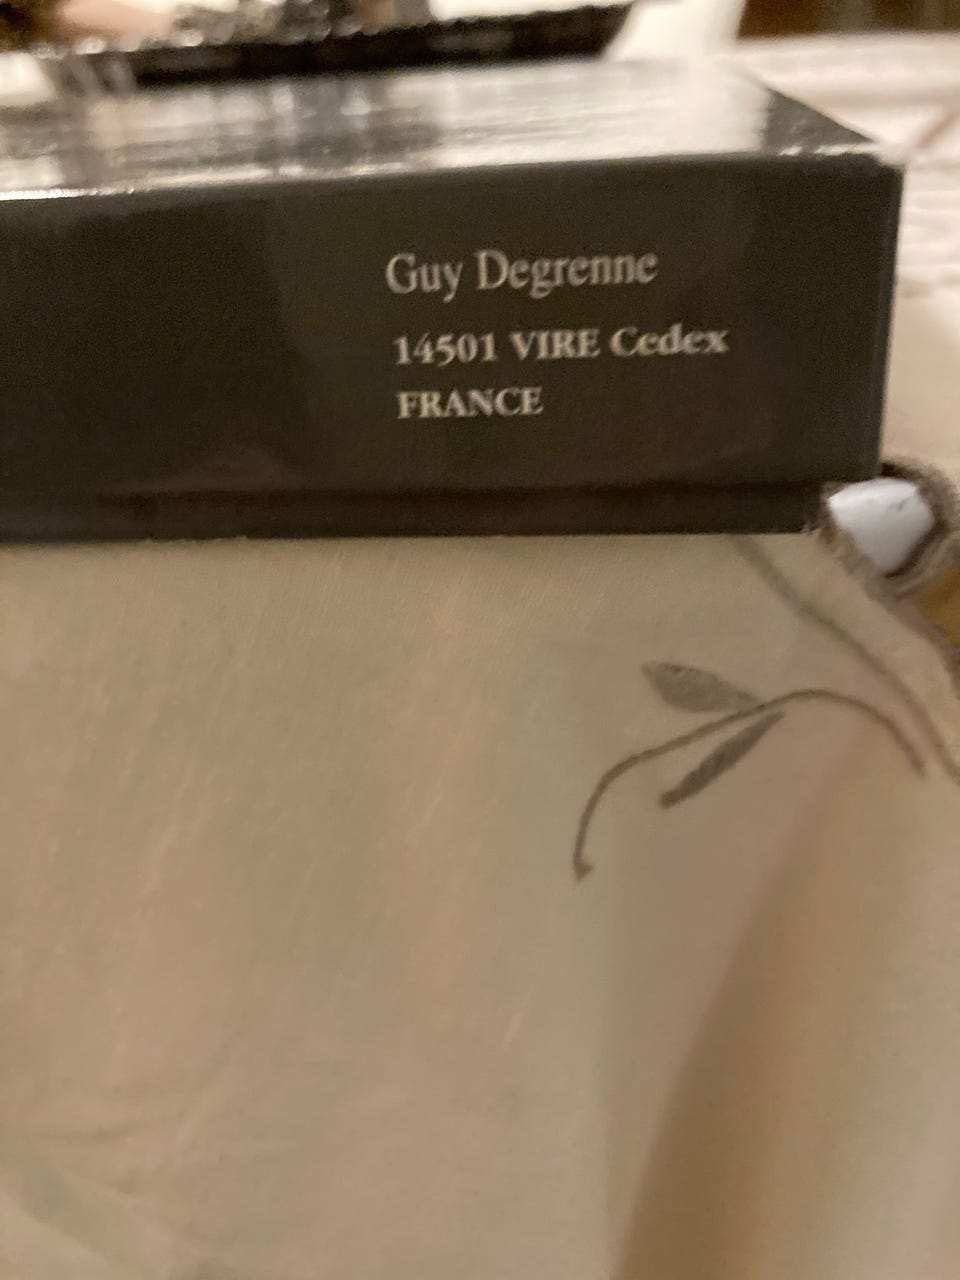 Guy Degrenne
14501 VIRE Cedex
FRANCE